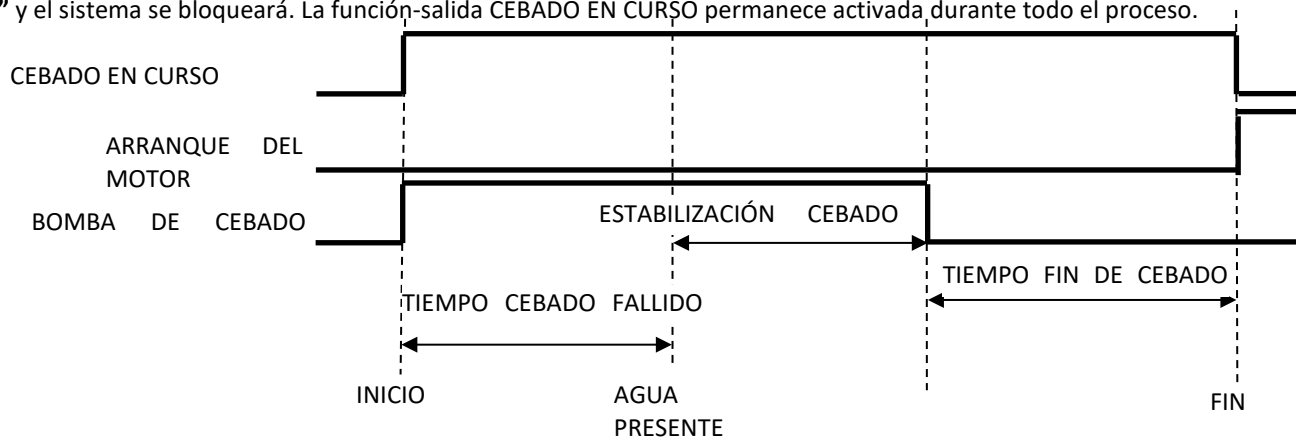 ” y el sistema se bloqueará. La función-salida CEBADO EN CURSO permanece activada durante todo el proceso.
CEBADO EN CURSO
ARRANQUE DEL
MOTOR
BOMBA DE CEBADO
ESTABILIZACIÓN CEBADO
TIEMPO FIN DE CEBADO
TIEMPO CEBADO FALLIDO
INICIO
AGUA
PRESENTE
FIN